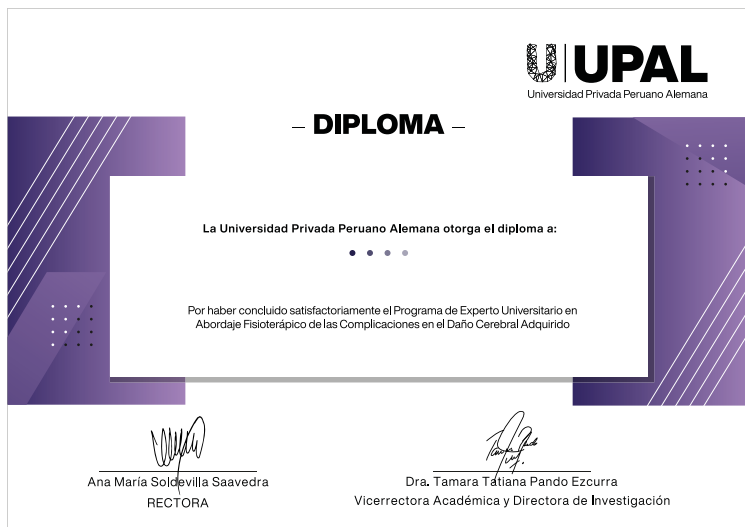 UPAL
Universidad Privada Peruano Alemana
– DIPLOMA –
La Universidad Privada Peruano Alemana otorga el diploma a:
Por haber concluido satisfactoriamente el Programa de Experto Universitario en
Abordaje Fisioterápico de las Complicaciones en el Daño Cerebral Adquirido
Ana María Soldevilla Saavedra
RECTORA
Dra. Tamara Tatiana Pando Ezcurra
Vicerrectora Académica y Directora de Investigación